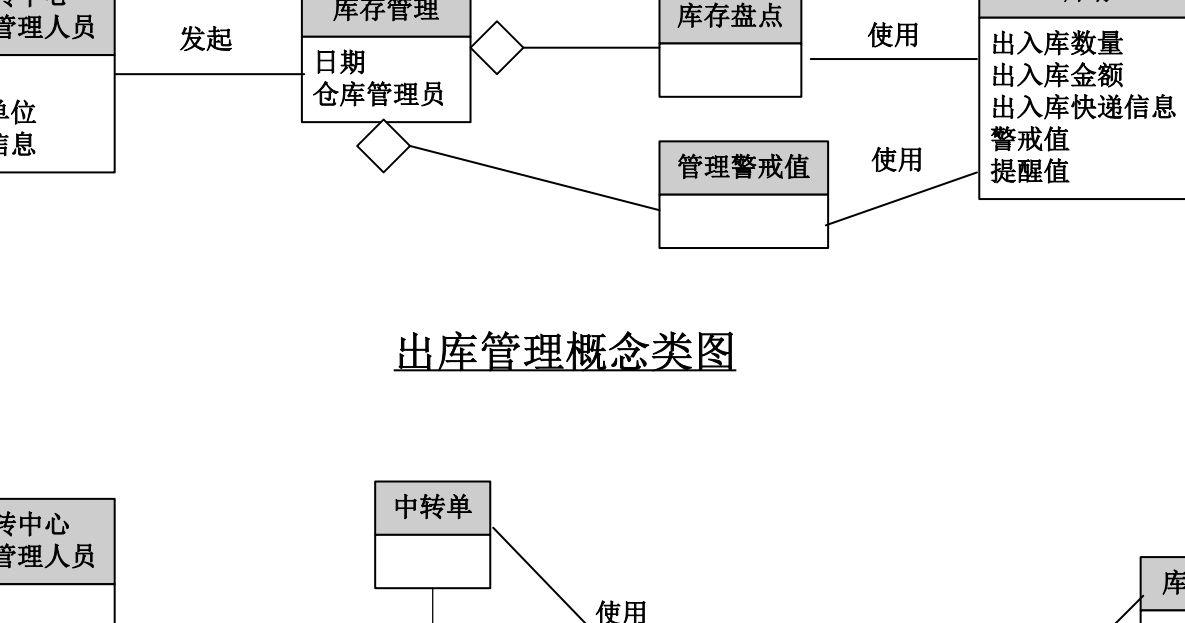 管理人员
单位
信息
发起
库存管理
日期
仓库管理员
库存盘点
使用
出入库数量
出入库金额
出入库快递信息
警戒值
提醒值
管理警戒值
使用
出库管理概念类图
转中心
管理人员
中转单
使用
库